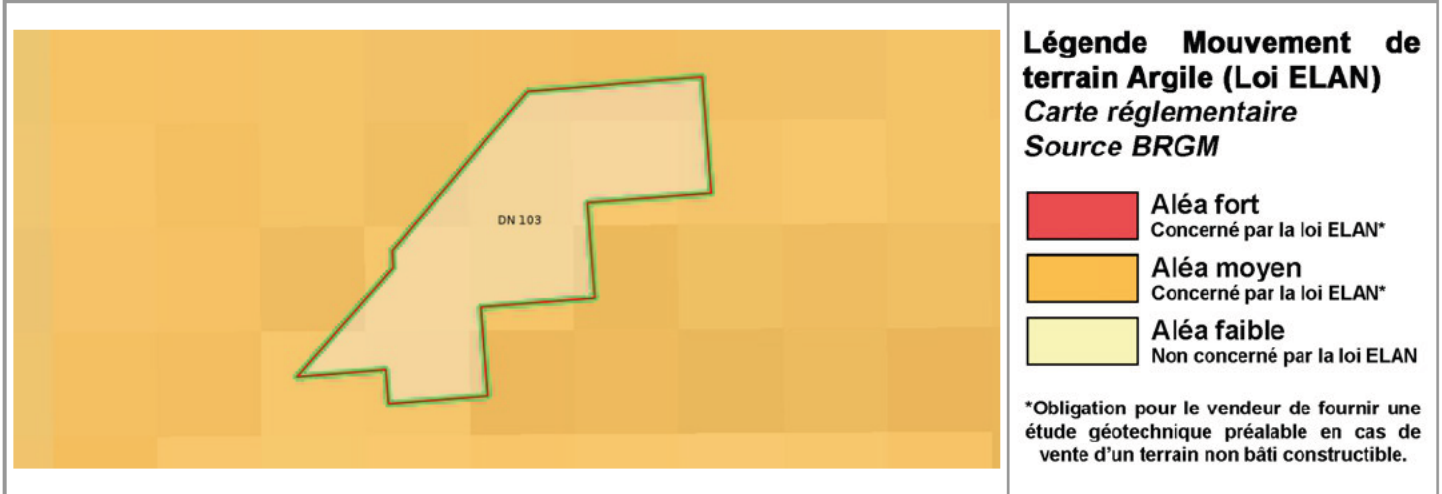 DN 103
Légende Mouvement de
terrain Argile (Loi ELAN)
Carte réglementaire
Source BRGM
Aléa fort
Concerné par la loi ELAN*
Aléa moyen
Concerné par la loi ELAN*
Aléa faible
Non concerné par la loi ELAN
*Obligation pour le vendeur de fournir une
étude géotechnique préalable en cas de
vente d'un terrain non bâti constructible.